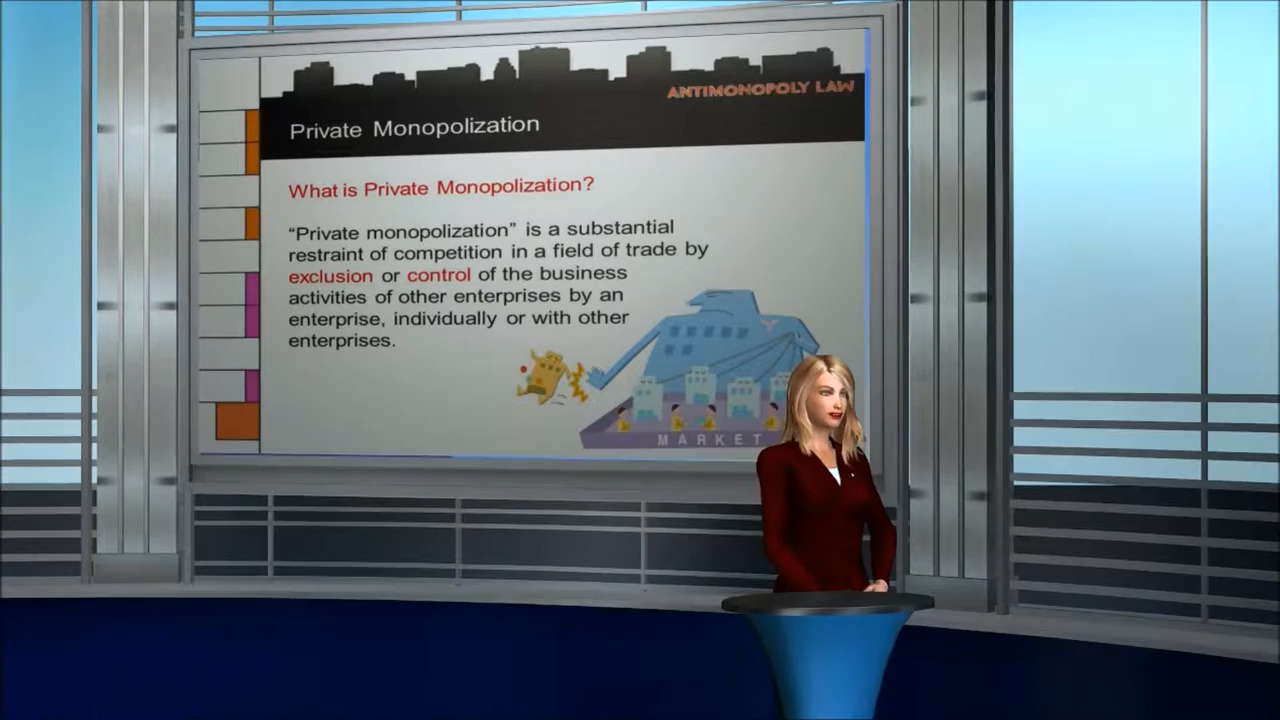 ANTIMONOPOLY LAW
Private Monopolization
What is Private Monopolization?
“Private monopolization” is a substantial
restraint of competition in a field of trade by
exclusion or control of the business
activities of other enterprises by an
enterprise, individually or with other
enterprises.
MARKET